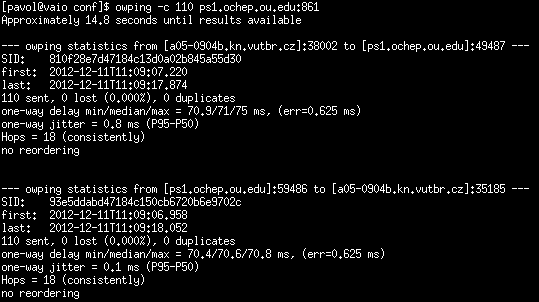 [pavol@vaio conf]$ owping -c 110 ps1.ochep.ou.edu:861
Approximately 14.8 seconds until results available
--- owping statistics from [a05-0904b.kn.vutbr.cz]:38002 to [ps1.ochep.ou.edu]:49487 ---
SID: 810f28e7d47184c13d0a02b845a55d30
first: 2012-12-11T11:09:07.220
last: 2012-12-11T11:09:17.874
110 sent, 0 lost (0.000%), 0 duplicates
one-way delay min/median/max = 70.9/71/75 ms, (err=0.625 ms)
one-way jitter = 0.8 ms (P95-P50)
Hops = 18 (consistently)
no reordering
--- owping statistics from [ps1.ochep.ou.edu]:59486 to [a05-0904b.kn.vutbr.cz]:35185 ---
SID: 93e5ddabd47184c150cb6720b6e9702c
first: 2012-12-11T11:09:06.958
last: 2012-12-11T11:09:18.052
110 sent, 0 lost (0.000%), 0 duplicates
one-way delay min/median/max = 70.4/70.6/70.8 ms, (err=0.625 ms)
one-way jitter = 0.1 ms (P95-P50)
Hops = 18 (consistently)
no reordering